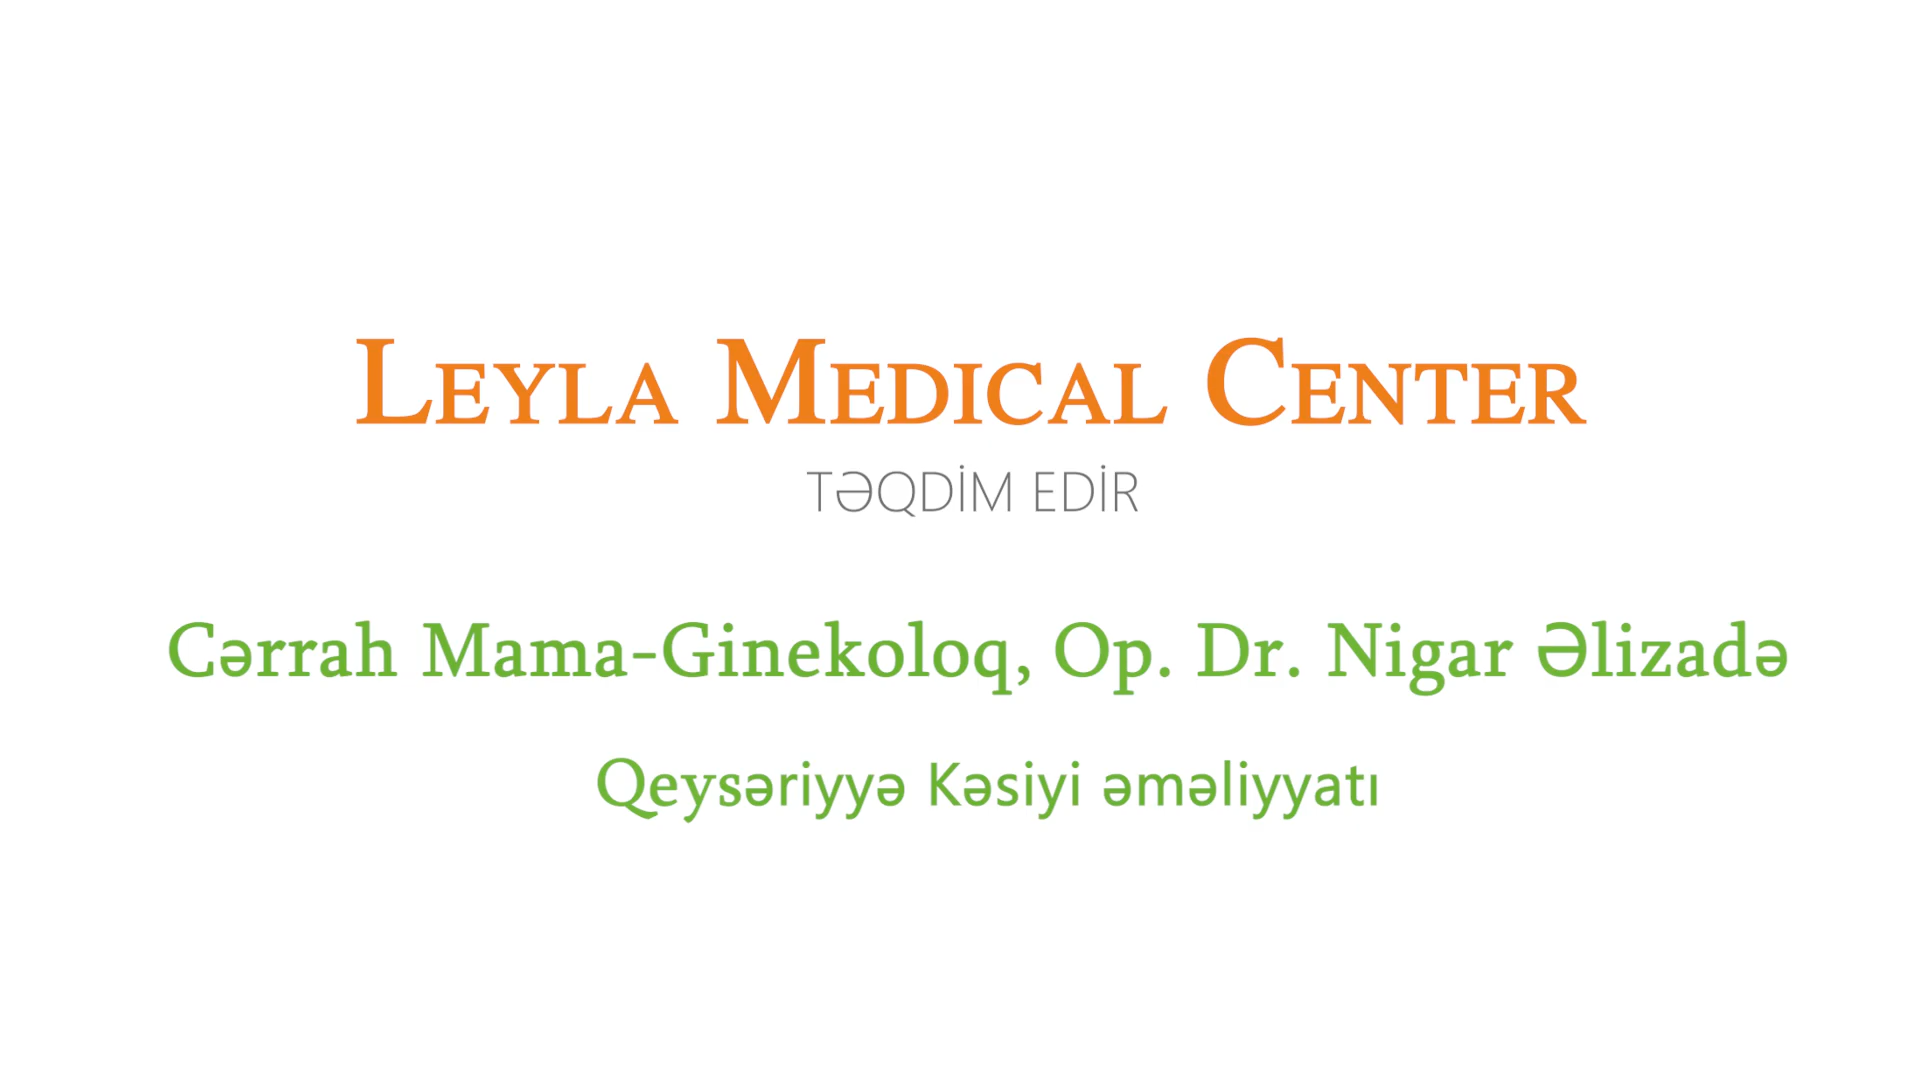 LEYLA MEDICAL CENTER
TƏQDİM EDİR
Cərrah Mama-Ginekoloq, Op. Dr. Nigar Əlizadə
Qeysəriyyə Kəsiyi əməliyyatı